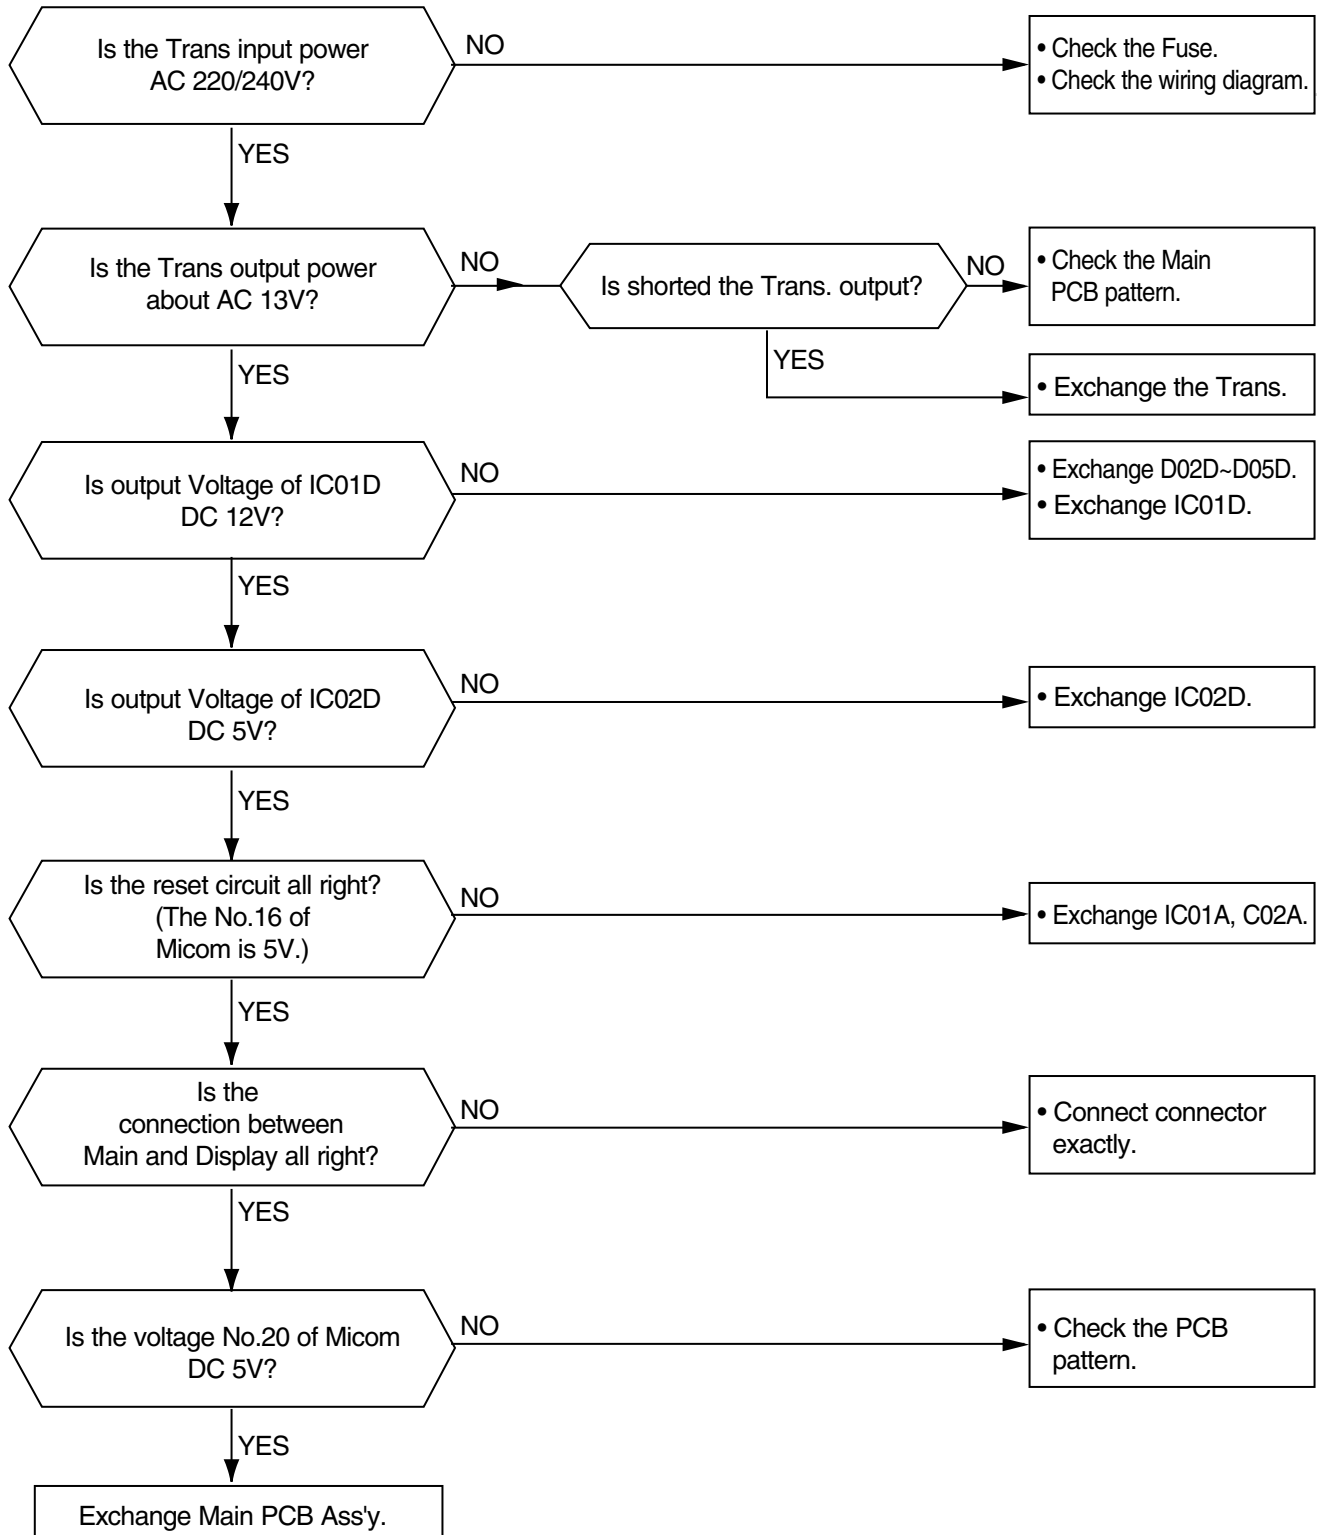 Is the Trans input power
AC 220/240V?
NO
• Check the Fuse.
• Check the wiring diagram.
YES
Is the Trans output power
about AC 13V?
NO
Is shorted the Trans. output?
NO
• Check the Main
PCB pattern.
YES
• Exchange the Trans.
YES
Is output Voltage of IC01D
DC 12V?
NO
• Exchange D02D~D05D.
• Exchange IC01D.
YES
Is output Voltage of IC02D
DC 5V?
NO
• Exchange IC02D.
YES
Is the reset circuit all right?
(The No.16 of
Micom is 5V.)
NO
• Exchange IC01A, C02A.
YES
Is the
connection between
Main and Display all right?
NO
• Connect connector
exactly.
YES
Is the voltage No.20 of Micom
DC 5V?
NO
• Check the PCB
pattern.
YES
Exchange Main PCB Ass'y.